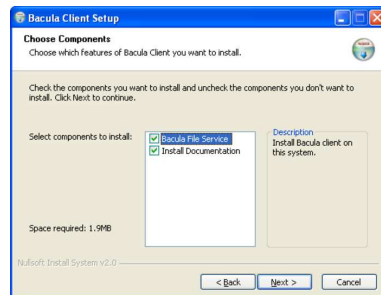 Bacula Client Setup
Choose Components
Choose which features of Bacula Client you want to install.
Check the components you want to install and uncheck the components you don't want to
install. Click Next to continue.
Select components to install:
Bacula File Service
Install Documentation
Description
Install Bacula client on
this system.
Space required: 1.9MB
Nullsoft Install System v2.0
< Back
Next >
Cancel